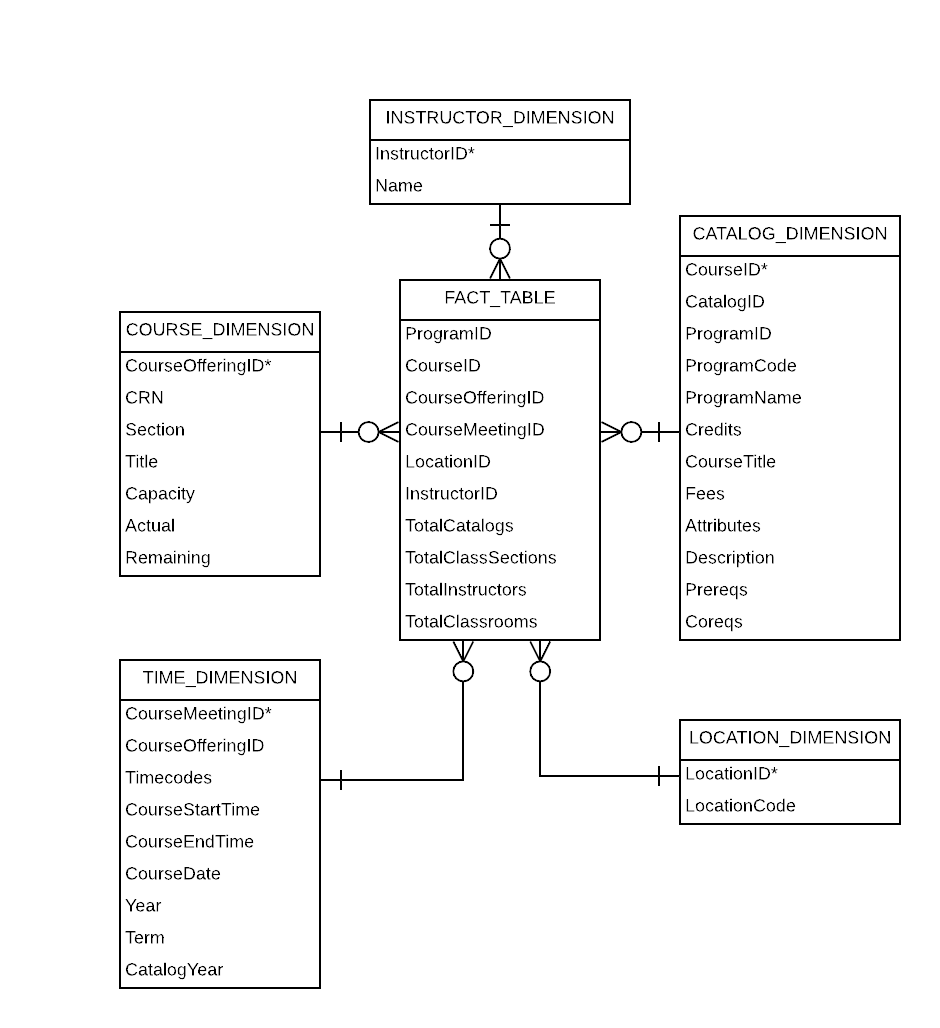 INSTRUCTOR_DIMENSION
InstructorID*
Name
CATALOG_DIMENSION
CourseID*
CatalogID
ProgramID
ProgramCode
ProgramName
Credits
CourseTitle
Fees
Attributes
Description
Prereqs
Coreqs
FACT_TABLE
ProgramID
CourseID
CourseOfferingID
CourseMeetingID
LocationID
InstructorID
TotalCatalogs
TotalClassSections
TotalInstructors
TotalClassrooms
COURSE_DIMENSION
CourseOfferingID*
CRN
Section
Title
Capacity
Actual
Remaining
TIME_DIMENSION
CourseMeetingID*
CourseOfferingID
Timecodes
CourseStartTime
CourseEndTime
CourseDate
Year
Term
CatalogYear
LOCATION_DIMENSION
LocationID*
LocationCode